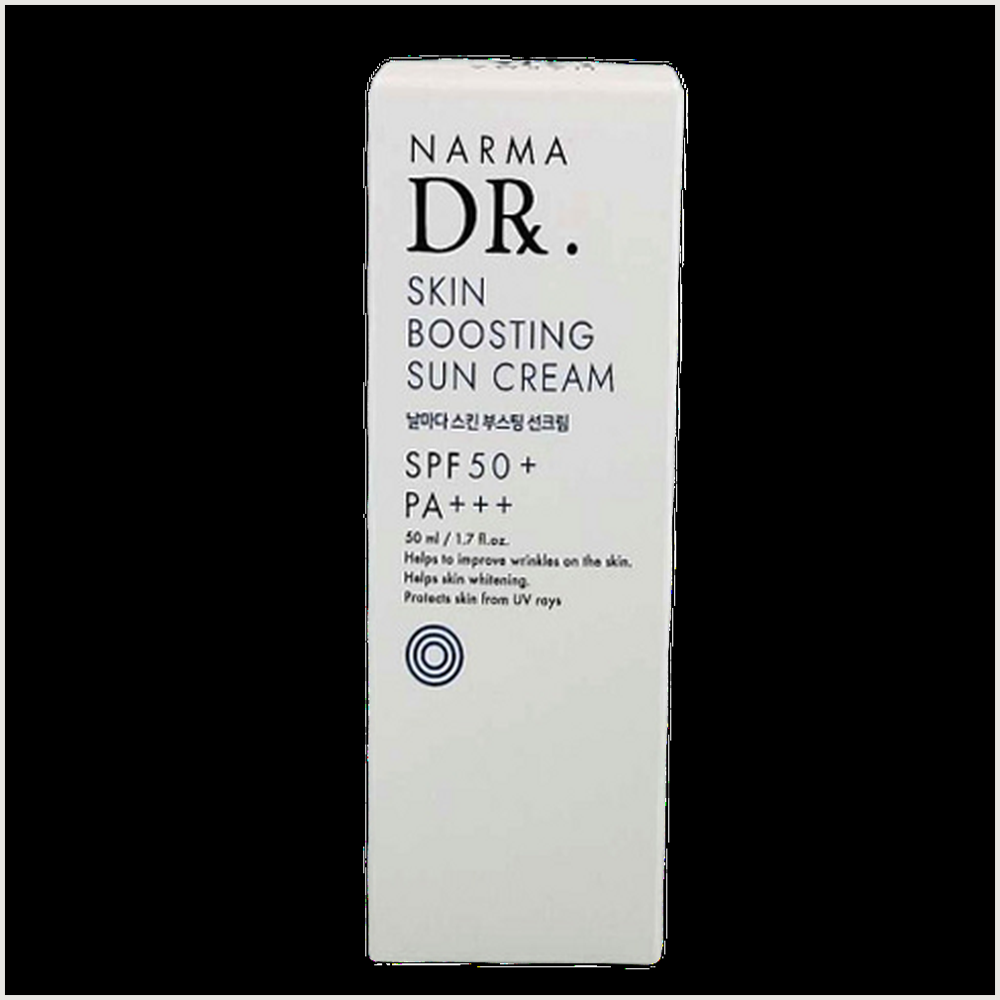 NARMA
DR.
SKIN
BOOSTING
SUN CREAM
날마다 스킨 부스팅 선크림
SPF50+
PA+++
50 ml / 1.7 fl.oz.
Helps to improve wrinkles on the skin.
Helps skin whitening.
Protects skin from UV rays